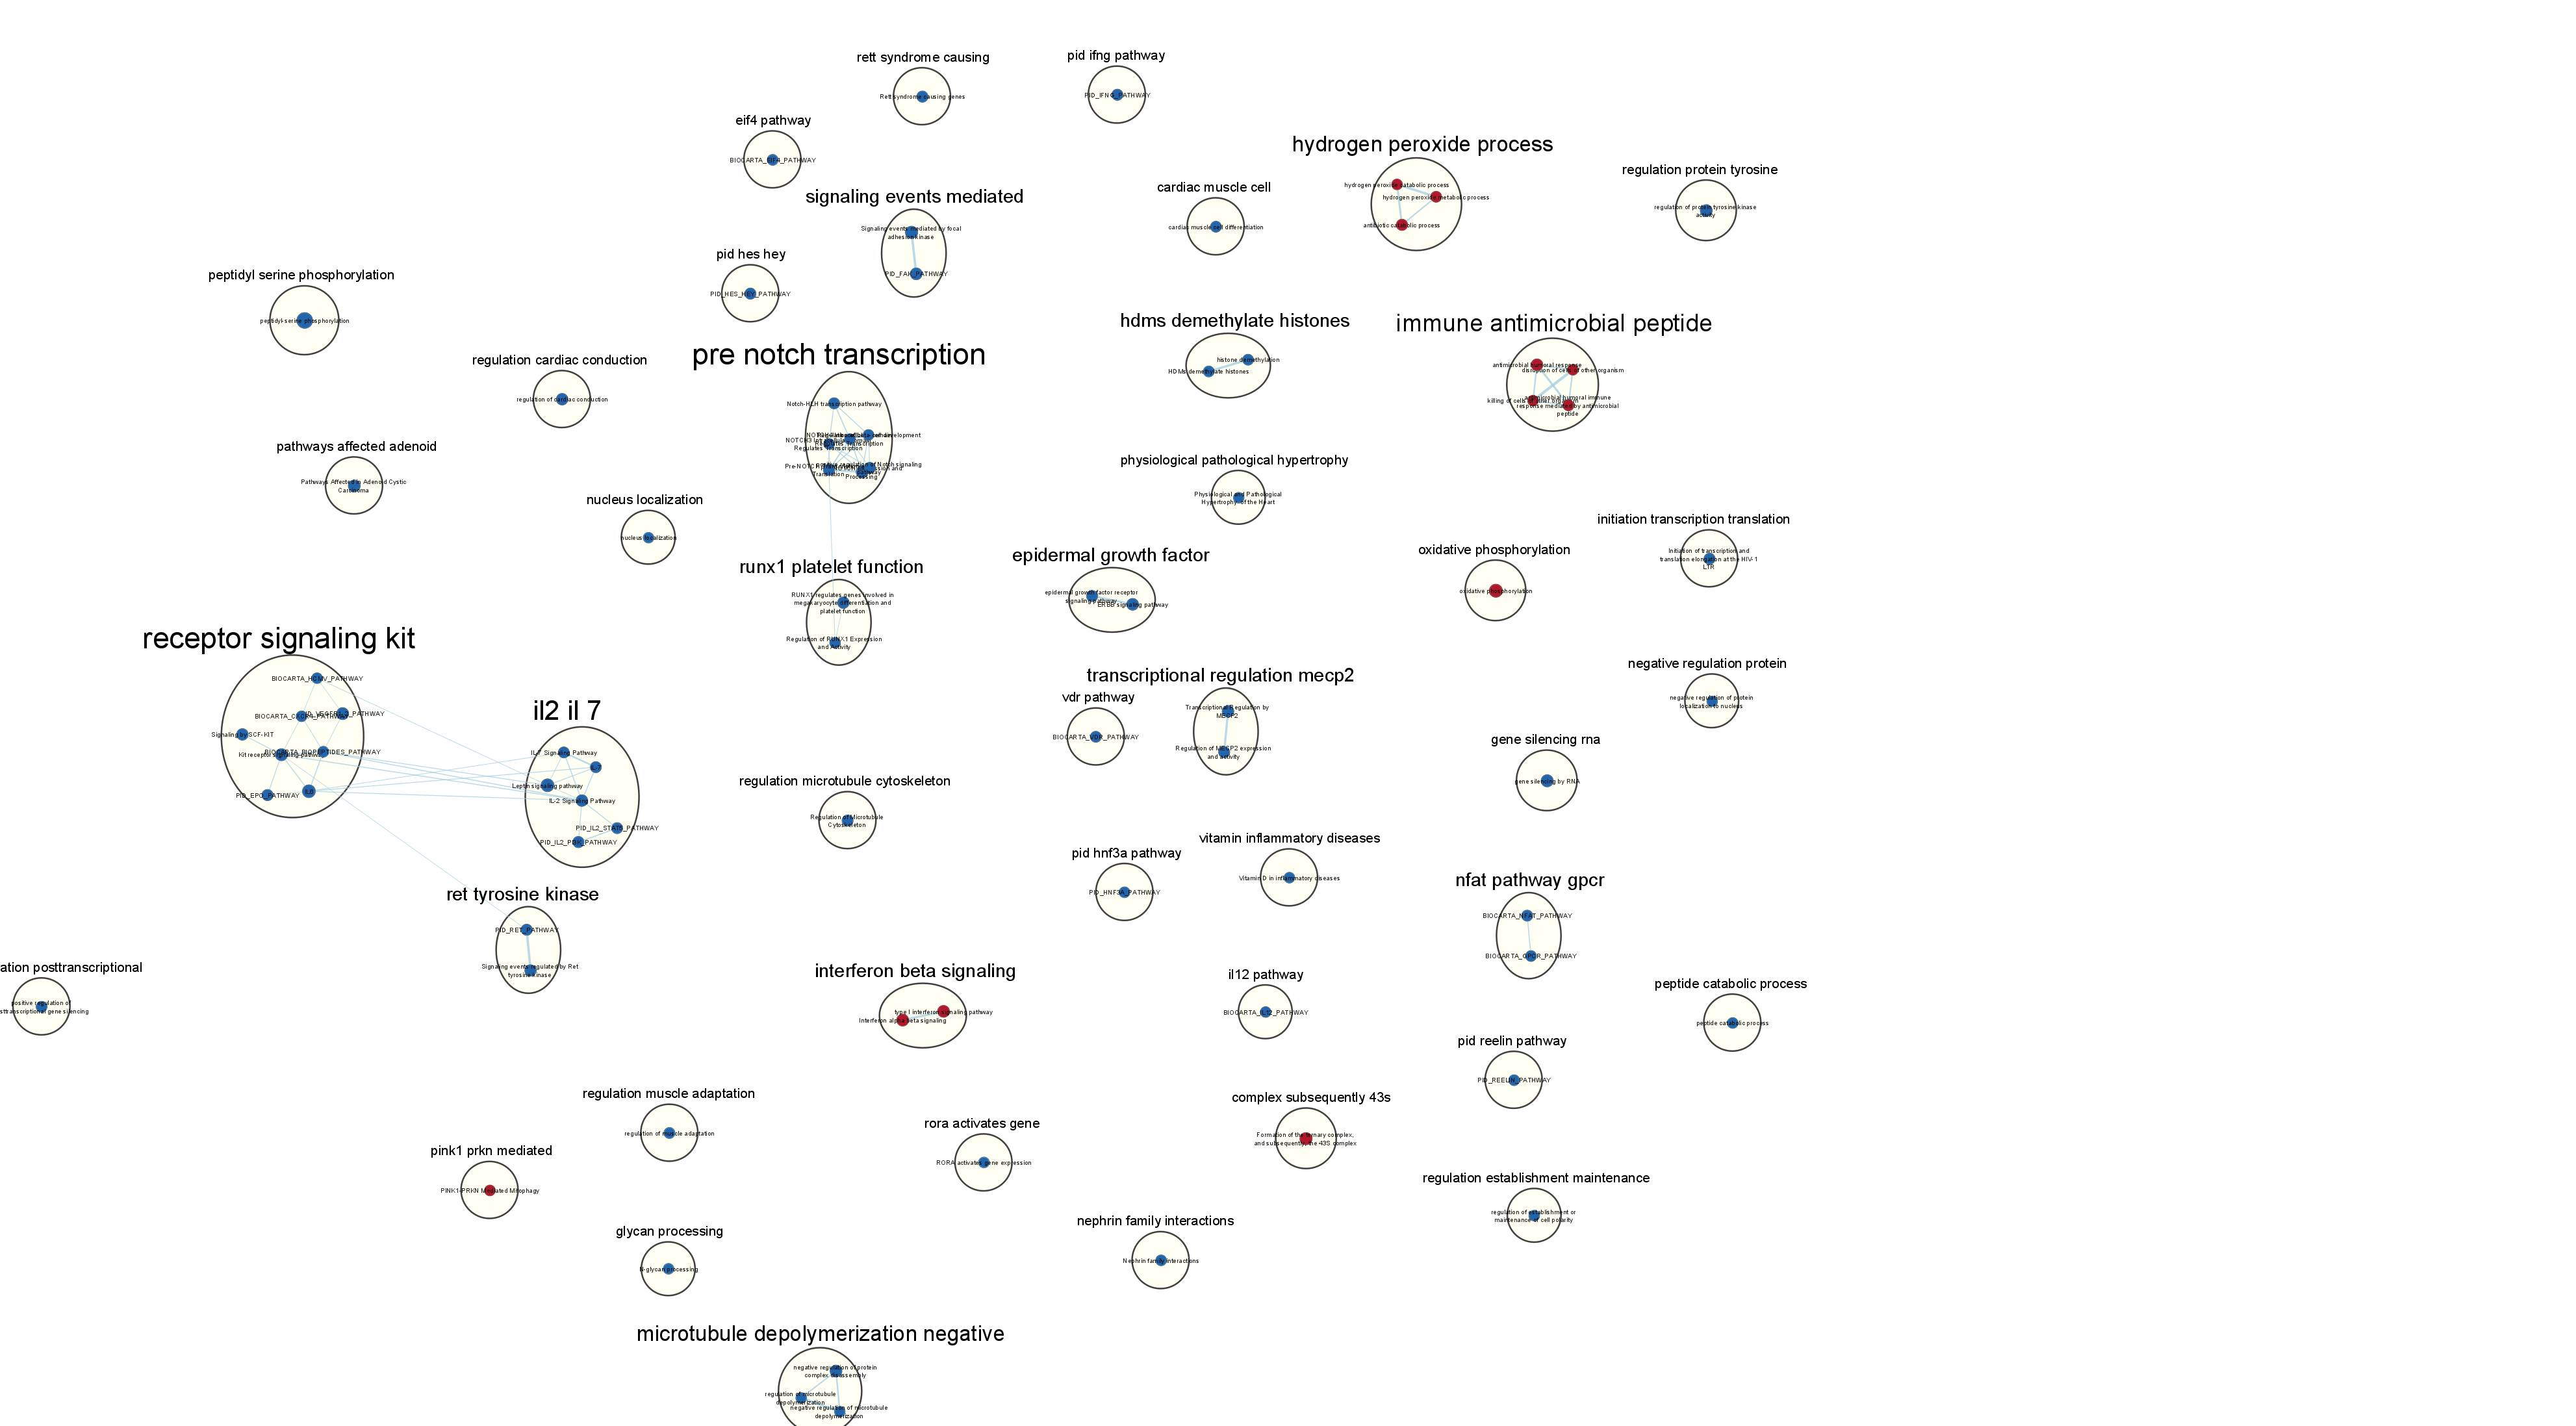 rett syndrome causing
Rett syndrome causing genes
pid ifng pathway
PID_IFNG_PATHWAY
eif4 pathway
BIOCARTA_EIF4_PATHWAY
hydrogen peroxide process
hydrogen peroxide catabolic process
hydrogen peroxide metabolic process
antibiotic catabolic process
regulation protein tyrosine
regulation of protein tyrosine kinase
activity
signaling events mediated
Signaling events mediated by focal
adhesion kinase
PID_FAK_PATHWAY
cardiac muscle cell
cardiac muscle cell differentiation
pid hes hey
PID_HES_HEY_PATHWAY
peptidyl serine phosphorylation
peptidyl-serine phosphorylation
hdms demethylate histones
histone demethylation
HDMs demethylate histones
immune antimicrobial peptide
antimicrobial humoral response
disruption of cells of other organism
killing of cells of other organism
antimicrobial humoral immune
response mediated by antimicrobial
peptide
pre notch transcription
Notch-HLH transcription pathway
Regulates Transcription
NOTCH3 Intracellular Domain
Regulates Transcription
Translation
Processing
regulation cardiac conduction
regulation of cardiac conduction
pathways affected adenoid
Pathways Affected in Adenoid Cystic
Carcinoma
physiological pathological hypertrophy
Physiological and Pathological
Hypertrophy of the Heart
nucleus localization
nucleus localization
initiation transcription translation
Initiation of transcription and
translation elongation at the HIV-1
LTR
oxidative phosphorylation
oxidative phosphorylation
epidermal growth factor
epidermal growth factor receptor
signaling pathway
ERBB signaling pathway
runx1 platelet function
RUNX1 regulates genes involved in
megakaryocyte differentiation and
platelet function
Regulation of RUNX1 Expression
and Activity
receptor signaling kit
BIOCARTA_HCMV_PATHWAY
BIOCARTA_CXCR4_PATHWAY
Signaling by SCF-KIT
BIOCARTA_BIOPEPTIDES_PATHWAY
Kit receptor signaling pathway
PID_EPO_PATHWAY
negative regulation protein
negative regulation of protein
localization to nucleus
transcriptional regulation mecp2
Transcriptional Regulation by
MECP2
Regulation of MECP2 expression
and activity
vdr pathway
BIOCARTA_VDR_PATHWAY
il2 il 7
IL-7 Signaling Pathway
Leptin signaling pathway
IL-2 Signaling Pathway
PID_IL2_STAT5_PATHWAY
PID_IL2_PI3K_PATHWAY
gene silencing rna
gene silencing by RNA
regulation microtubule cytoskeleton
Regulation of Microtubule
Cytoskeleton
vitamin inflammatory diseases
Vitamin D in inflammatory diseases
pid hnf3a pathway
PID_HNF3A_PATHWAY
nfat pathway gpcr
BIOCARTA_NFAT_PATHWAY
BIOCARTA_GPCR_PATHWAY
ret tyrosine kinase
PID_RET_PATHWAY
Signaling events regulated by Ret
tyrosine kinase
ation posttranscriptional
positive regulation of
sttranscriptional gene silencing
interferon beta signaling
type I interferon signaling pathway
Interferon alpha beta signaling
il12 pathway
BIOCARTA_IL12_PATHWAY
peptide catabolic process
peptide catabolic process
pid reelin pathway
PID_REELIN_PATHWAY
regulation muscle adaptation
regulation of muscle adaptation
complex subsequently 43s
Formation of the ternary complex,
and subsequently, the 43S complex
rora activates gene
RORA activates gene expression
pink1 prkn mediated
PINK1-PRKN Mediated Mitophagy
regulation establishment maintenance
regulation of establishment or
maintenance of cell polarity
glycan processing
N-glycan processing
nephrin family interactions
Nephrin family interactions
microtubule depolymerization negative
negative regulation of protein
complex disassembly
regulation of microtubule
depolymerization
negative regulation of microtubule
depolymerization